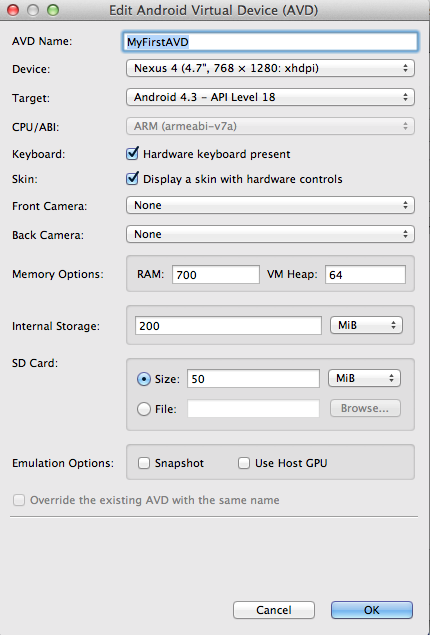 Edit Android Virtual Device (AVD)
AVD Name: MyFirstAVD
Device: Nexus 4 (4.7", 768 × 1280: xhdpi)
Target: Android 4.3 – API Level 18
CPU/ABI: ARM (armeabi-v7a)
Keyboard: Hardware keyboard present
Skin: Display a skin with hardware controls
Front Camera: None
Back Camera: None
Memory Options: RAM: 700 VM Heap: 64
Internal Storage: 200 MiB
SD Card:
Size: 50 MiB
File: Browse...
Emulation Options: Snapshot Use Host GPU
Override the existing AVD with the same name
Cancel OK